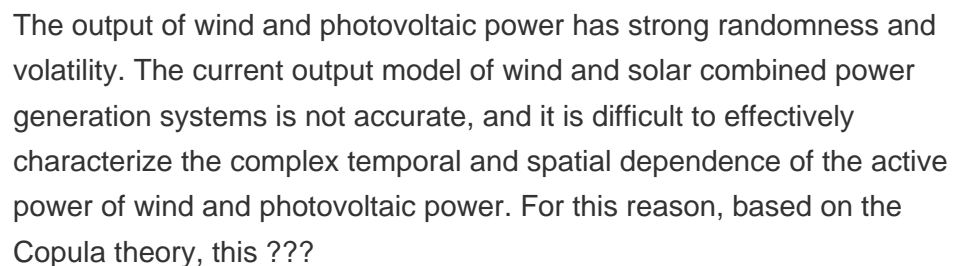 The output of wind and photovoltaic power has strong randomness and
volatility. The current output model of wind and solar combined power
generation systems is not accurate, and it is difficult to effectively
characterize the complex temporal and spatial dependence of the active
power of wind and photovoltaic power. For this reason, based on the
Copula theory, this ???